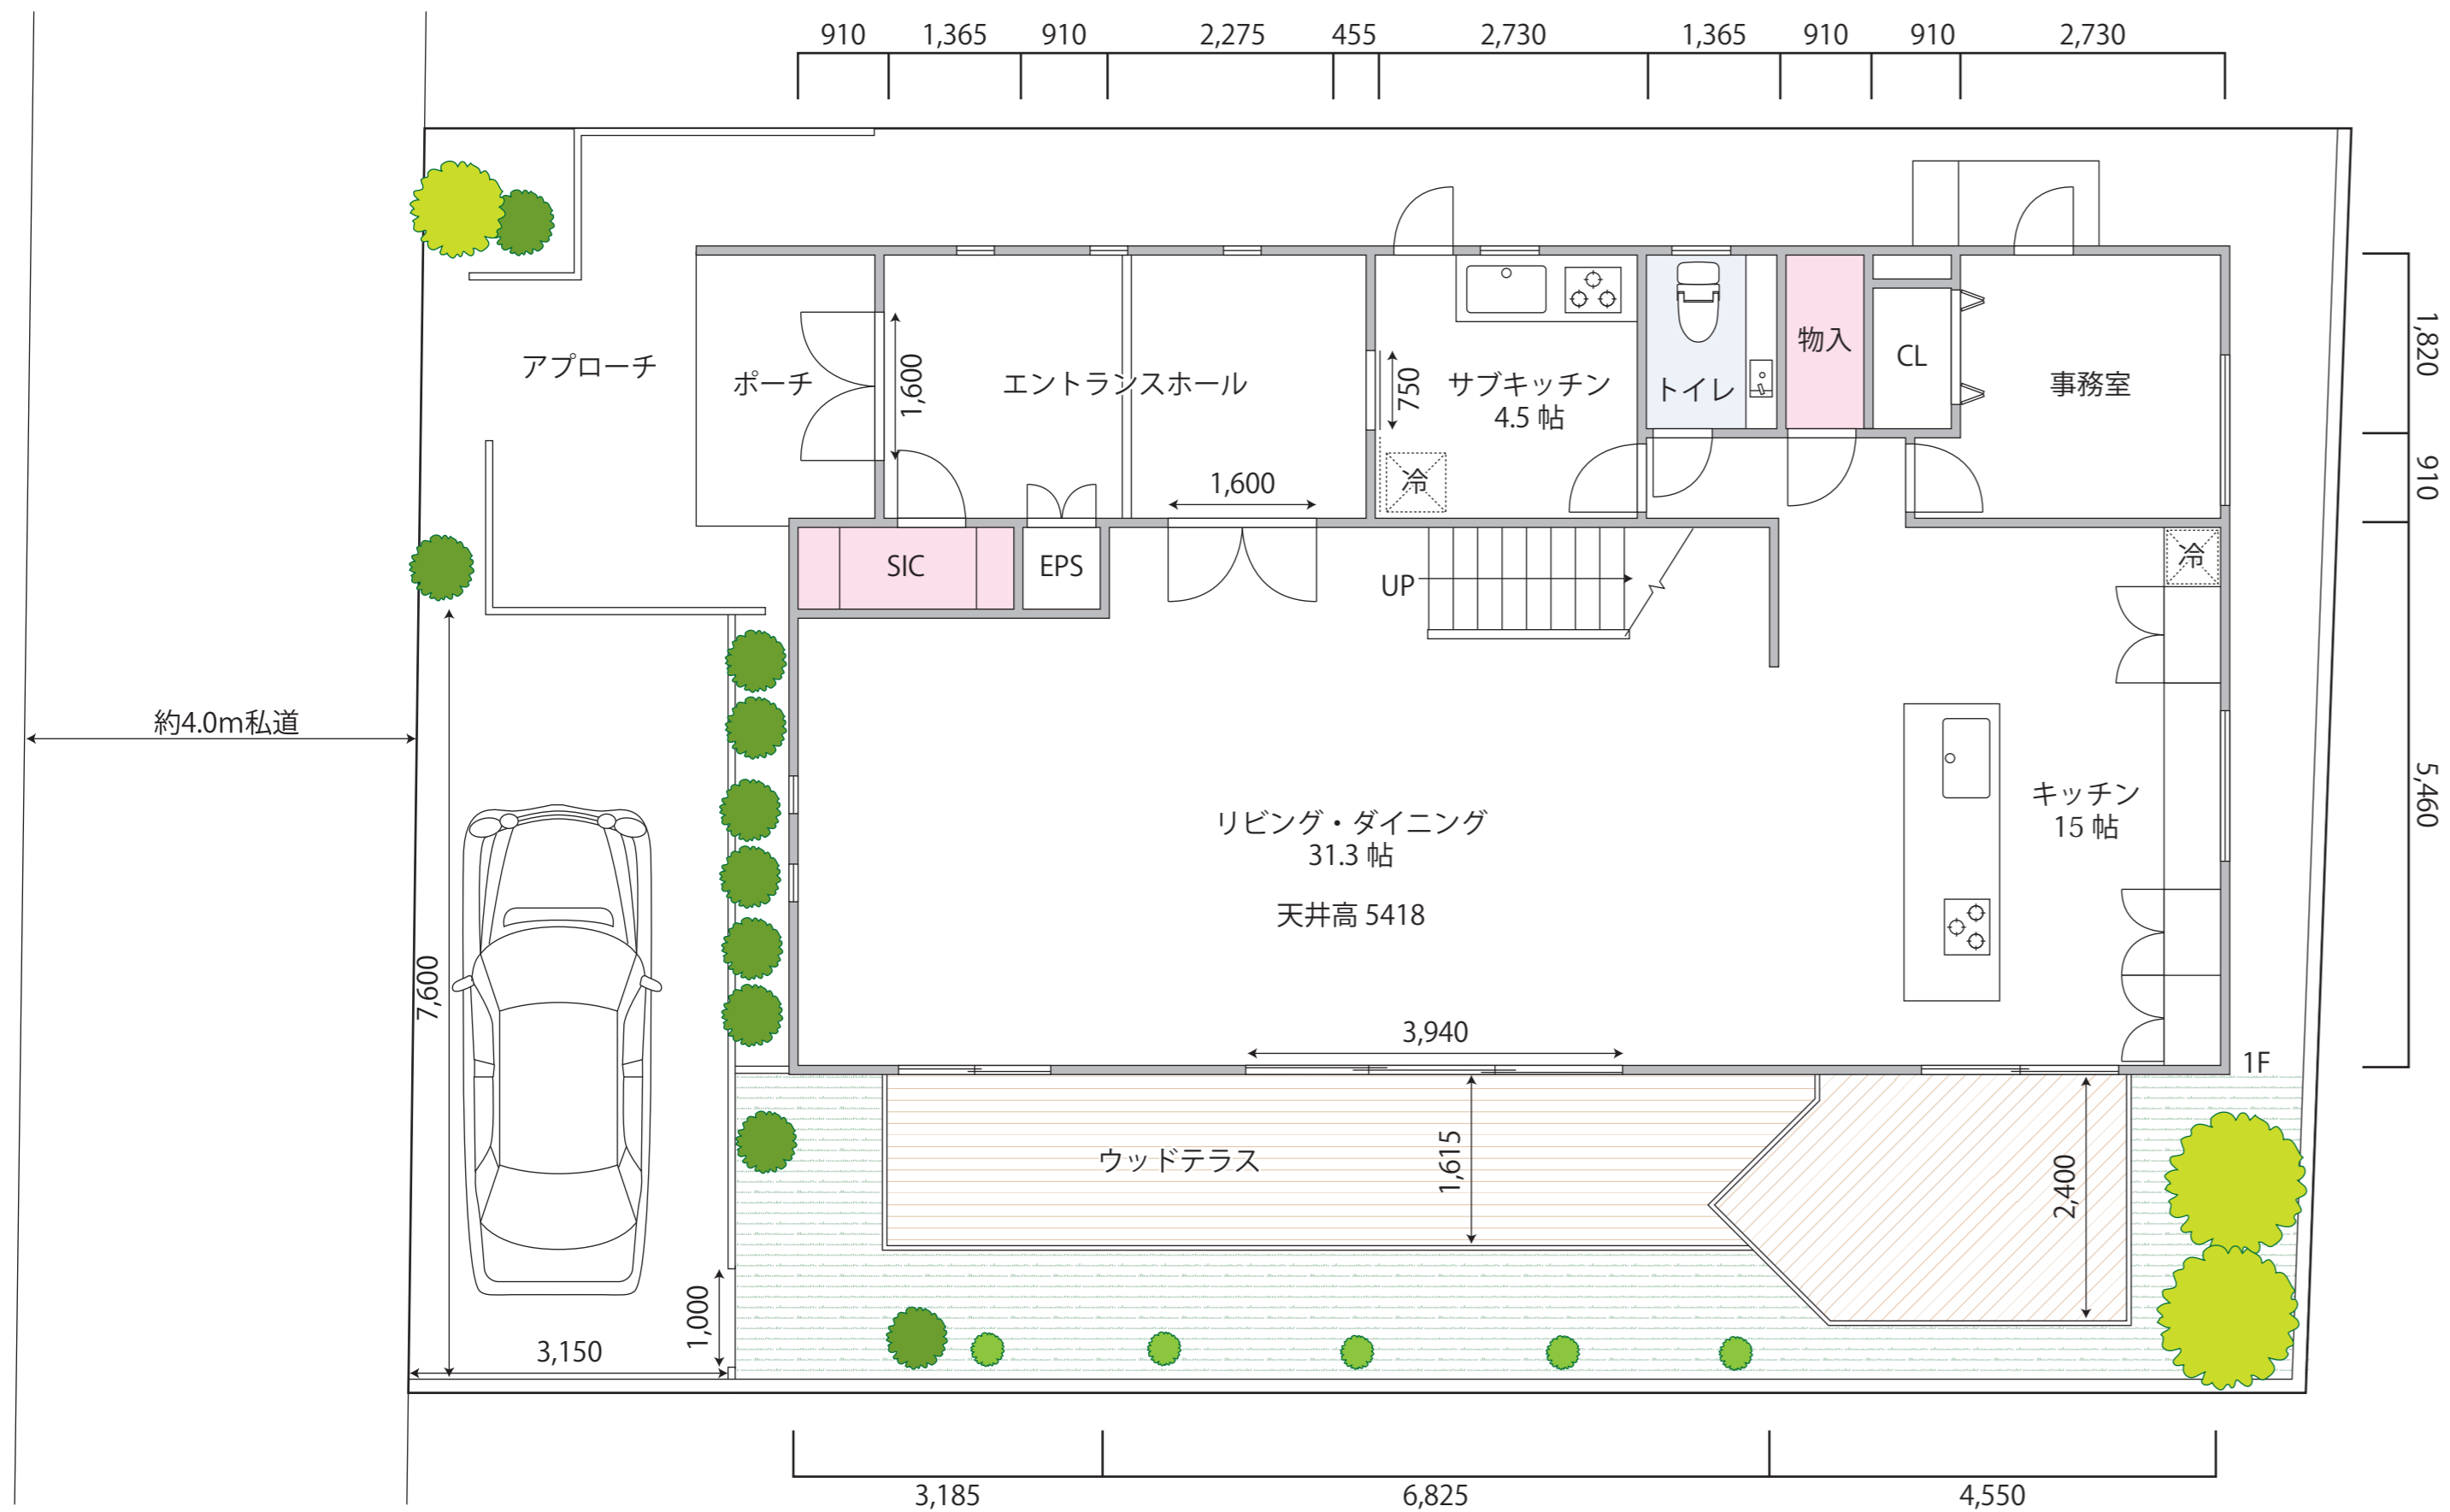 910
1,365
910
2,275
455
2,730
1,365
910
910
2,730
アプローチ
ポーチ
1,600
エントランスホール
1,600
750
サブキッチン
4.5 帖
冷
トイレ
物入
CL
事務室
1,820
910
5,460
SIC
EPS
UP
冷
約4.0m私道
7,600
リビング・ダイニング
31.3 帖
天井高 5418
キッチン
15 帖
3,940
1F
ウッドテラス
1,615
2,400
1,000
3,150
3,185
6,825
4,550